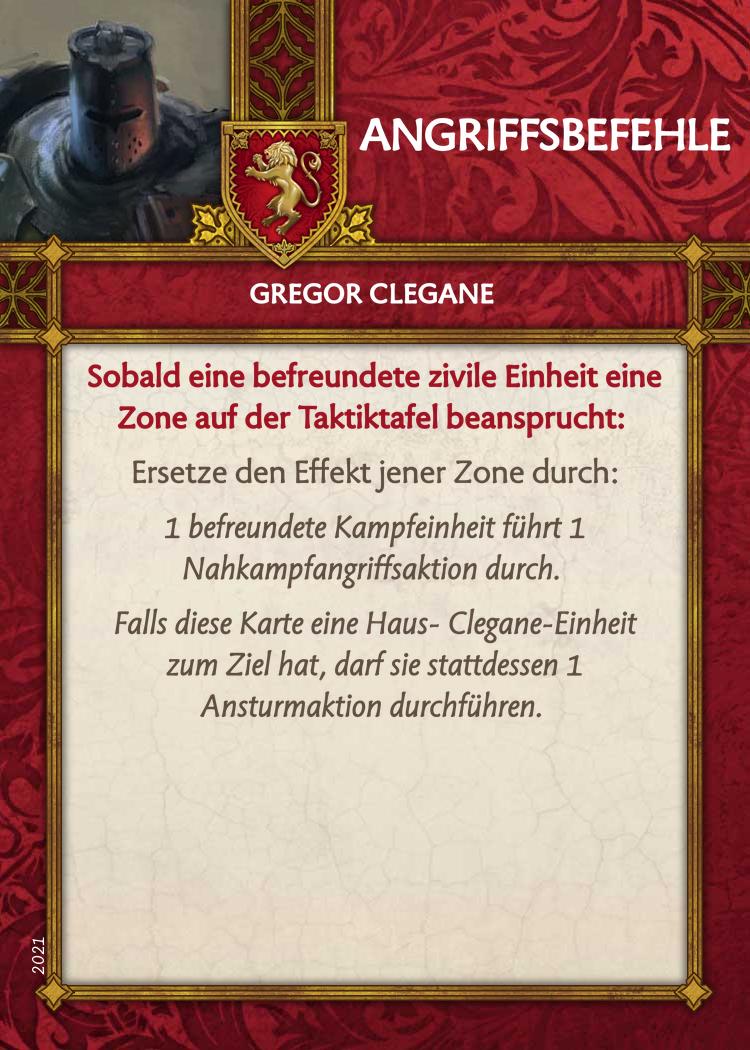 ANGRIFFSBEFEHLE
GREGOR CLEGANE
Sobald eine befreundete zivile Einheit eine
Zone auf der Taktiktafel beansprucht:
Ersetze den Effekt jener Zone durch:
1 befreundete Kampfeinheit führt 1
Nahkampfangriffsaktion durch.
Falls diese Karte eine Haus- Clegane-Einheit
zum Ziel hat, darf sie stattdessen 1
Ansturmaktion durchführen.
2021